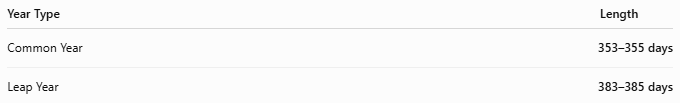 Year Type Length
Common Year 353–355 days
Leap Year 383–385 days